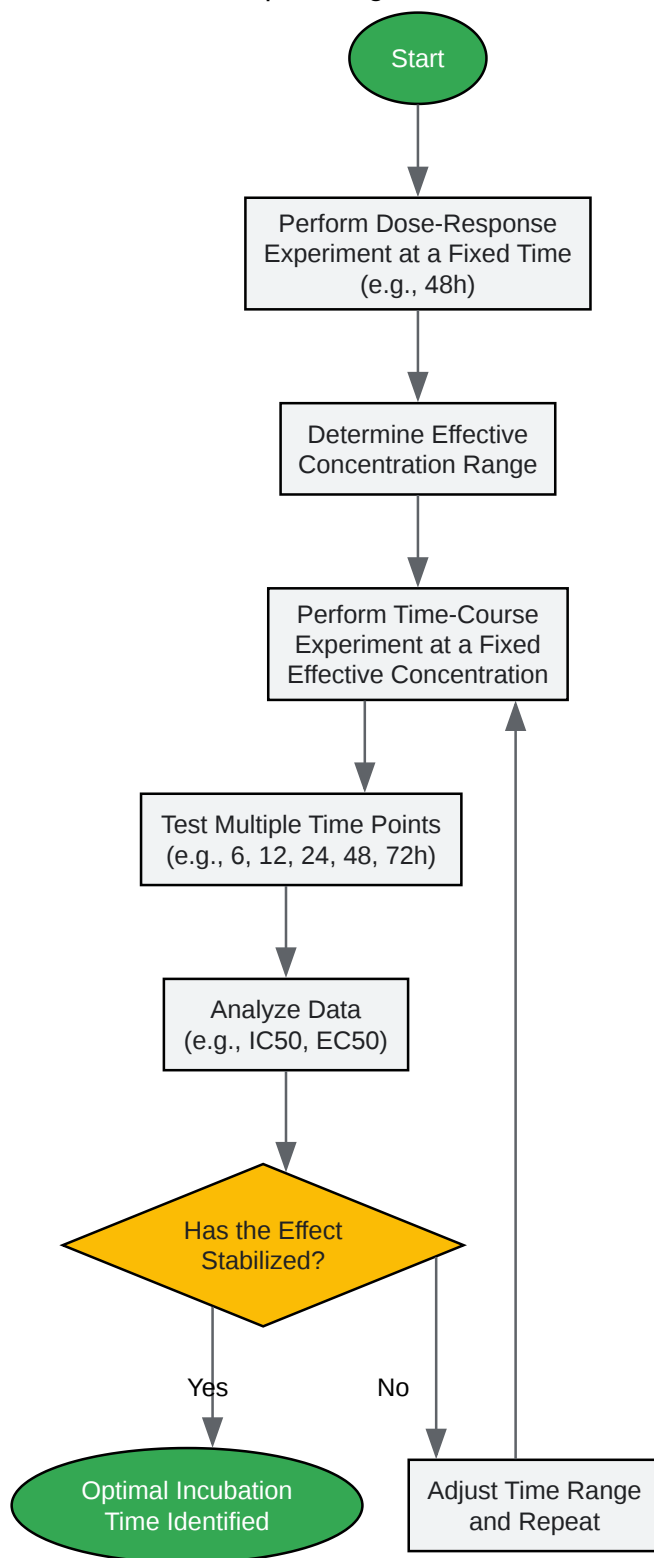 Start
Perform Dose-Response
Experiment at a Fixed Time
(e.g., 48h)
Determine Effective
Concentration Range
Perform Time-Course
Experiment at a Fixed
Effective Concentration
Test Multiple Time Points
(e.g., 6, 12, 24, 48, 72h)
Analyze Data
(e.g., IC50, EC50)
Has the Effect
Stabilized?
Yes
No
Optimal Incubation
Time Identified
Adjust Time Range
and Repeat